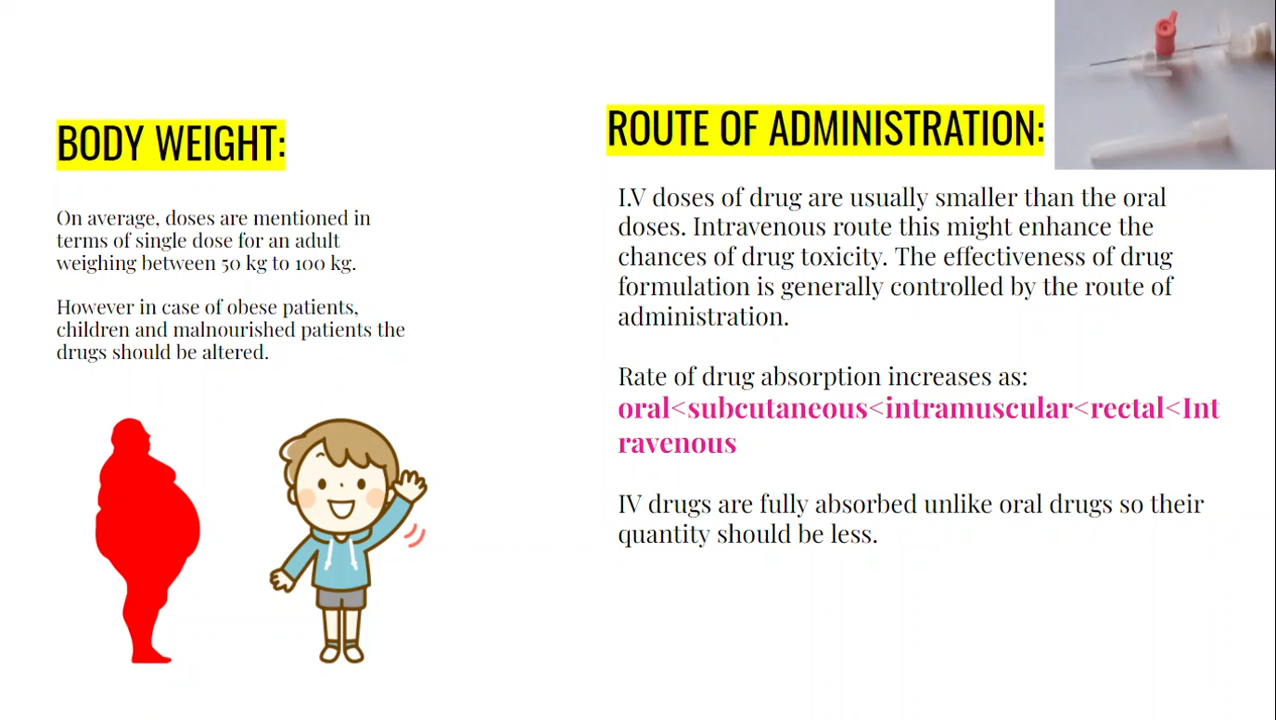 BODY WEIGHT:
On average, doses are mentioned in
terms of single dose for an adult
weighing between 50 kg to 100 kg.
However in case of obese patients,
children and malnourished patients the
drugs should be altered.
ROUTE OF ADMINISTRATION:
I.V doses of drug are usually smaller than the oral
doses. Intravenous route this might enhance the
chances of drug toxicity. The effectiveness of drug
formulation is generally controlled by the route of
administration.
Rate of drug absorption increases as:
oral<subcutaneous<intramuscular<rectal<Int
ravenous
IV drugs are fully absorbed unlike oral drugs so their
quantity should be less.